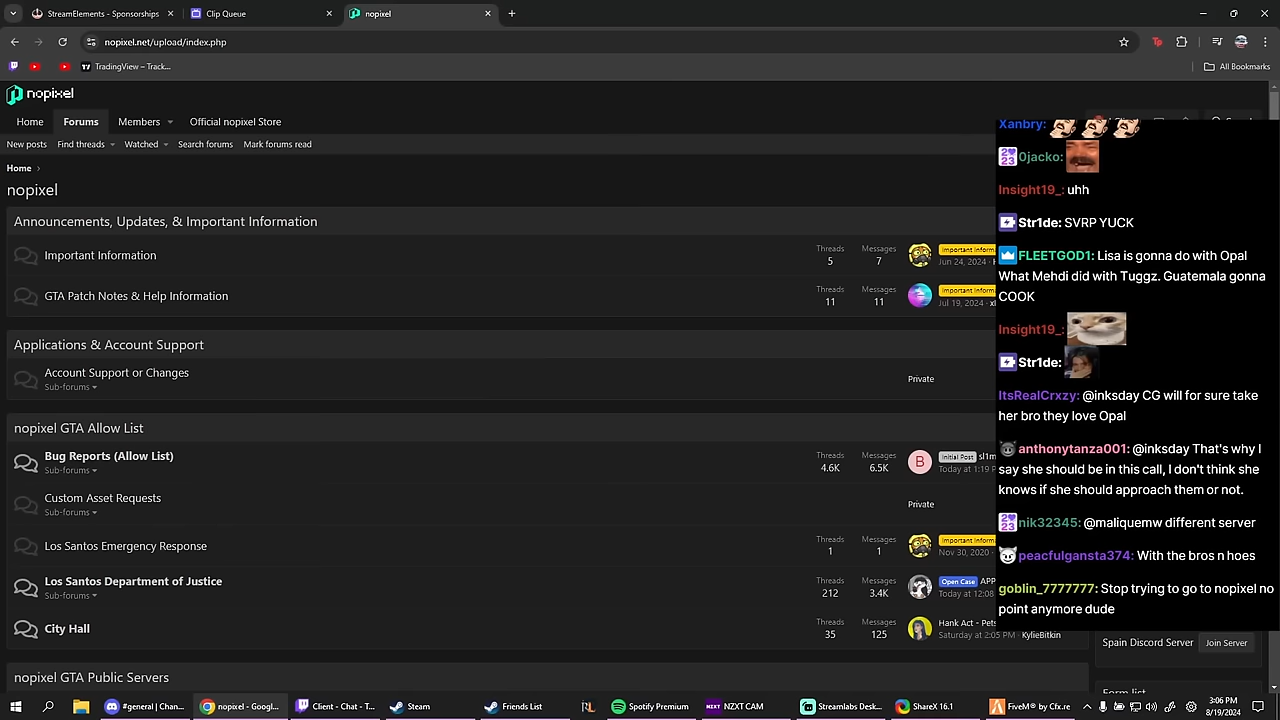 StreamElements - Sponsorships
Clip Queue
nopixel
nopixel.net/upload/index.php
TradingView – Track...
All Bookmarks
nopixel
Home
Forums
Members
Official nopixel Store
New posts
Find threads
Watched
Search forums
Mark forums read
Home
nopixel
Announcements, Updates, & Important Information
Important Information
Threads
5
Messages
7
Important Inform
Jun 24, 2024
GTA Patch Notes & Help Information
Threads
11
Messages
11
Important Inform
Jul 19, 2024
Applications & Account Support
Account Support or Changes
Sub-forums
Private
nopixel GTA Allow List
Bug Reports (Allow List)
Sub-forums
Threads
4.6K
Messages
6.5K
B
Initial Post sl1m
Today at 1:19 P
Custom Asset Requests
Sub-forums
Private
Los Santos Emergency Response
Threads
1
Messages
1
Important Inform
Nov 30, 2020
Los Santos Department of Justice
Sub-forums
Threads
212
Messages
3.4K
Open Case APP
Today at 12:08
City Hall
Threads
35
Messages
125
Hank Act - Pets
Saturday at 2:05 PM · KylieBitkin
nopixel GTA Public Servers
Xanbry:
0jacko:
Insight19_: uhh
Str1de: SVRP YUCK
FLEETGOD1: Lisa is gonna do with Opal
What Mehdi did with Tuggz. Guatemala gonna
COOK
Insight19_:
Str1de:
ItsRealCrxzy: @inksday CG will for sure take
her bro they love Opal
anthonytanza001: @inksday That's why I
say she should be in this call, I don't think she
knows if she should approach them or not.
nik32345: @maliquemw different server
peacfulgansta374: With the bros n hoes
goblin_7777777: Stop trying to go to nopixel no
point anymore dude
Spain Discord Server
Join Server
Form list
#general | Chan...
nopixel - Googl...
Client - Chat - T...
Steam
Friends List
Spotify Premium
NZXT CAM
Streamlabs Desk...
ShareX 16.1
FiveM® by Cfx.re
3:06 PM
8/19/2024